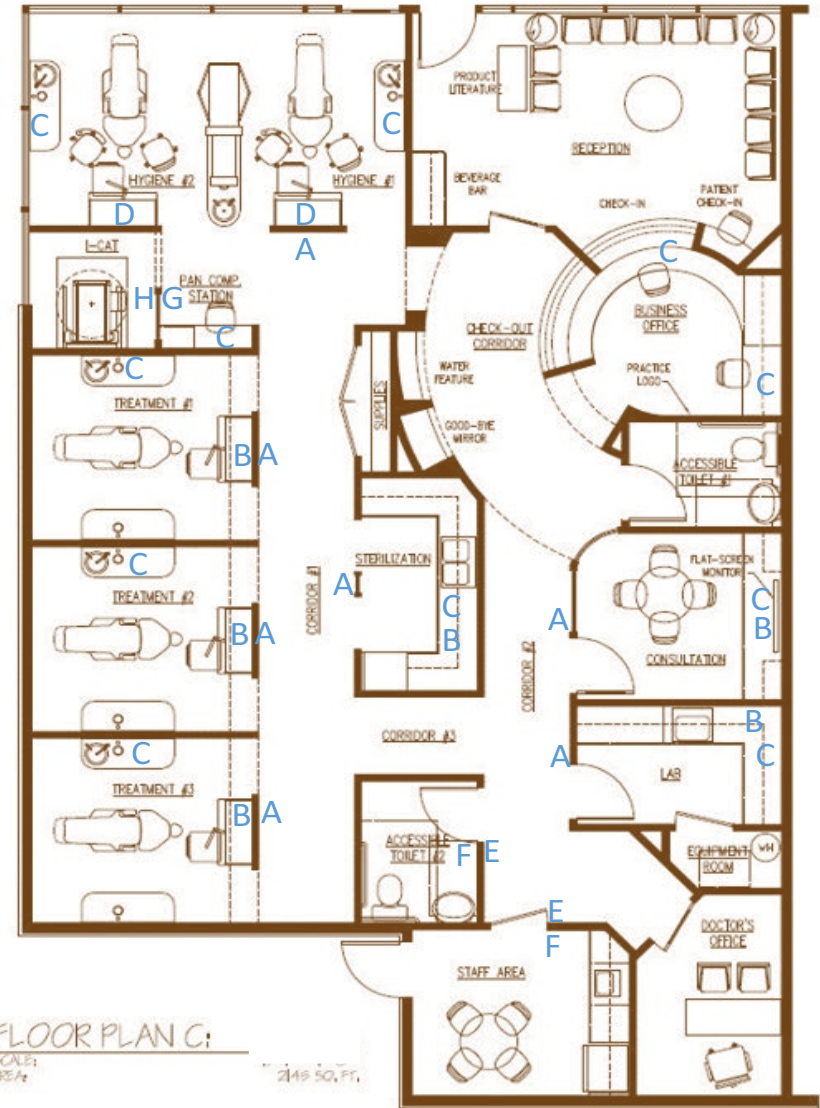 PRODUCT
LITERATURE
C
C
RECEPTION
HYGIENE #2
HYGIENE #1
BEVERAGE
BAR
PATIENT
CHECK-IN
CHECK-IN
D
D
A
C
I-CAT
PAN COMP.
STATION
H G
C
BUSINESS
OFFICE
CHECK-OUT
CORRIDOR
WATER
FEATURE
PRACTICE
LOGO
C
C
TREATMENT #1
SUPPLIES
GOOD-BYE
MIRROR
B A
ACCESSIBLE
TOILET #1
C
STERILIZATION
FLAT-SCREEN
MONITOR
A
CORRIDOR #1
TREATMENT #2
C
B
C
B
A
B A
CONSULTATION
CORRIDOR #2
CORRIDOR #3
B
C
A
LAB
C
TREATMENT #3
B A
ACCESSIBLE
TOILET #2
F E
EQUIPMENT
ROOM
WH
E
F
DOCTOR'S
OFFICE
STAFF AREA
FLOOR PLAN C:
SCALE:
AREA:
2145 SQ. FT.